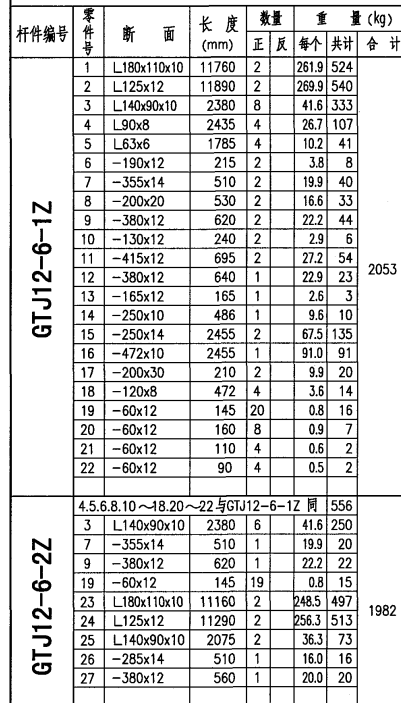 杆件编号 零件号 断面 长度(mm) 数量 重量(kg)
正 反 每个 共计 合计
GTJ12-6-1Z
1 ∟180x110x10 11760 2 261.9 524
2 ∟125x12 11890 2 269.9 540
3 ∟140x90x10 2380 8 41.6 333
4 ∟90x8 2435 4 26.7 107
5 ∟63x6 1785 4 10.2 41
6 -190x12 215 2 3.8 8
7 -355x14 510 2 19.9 40
8 -200x20 530 2 16.6 33
9 -380x12 620 2 22.2 44
10 -130x12 240 2 2.9 6
11 -415x12 695 2 27.2 54
12 -380x12 640 1 22.9 23
13 -165x12 165 1 2.6 3
14 -250x10 486 1 9.6 10
15 -250x14 2455 2 67.5 135
16 -472x10 2455 1 91.0 91
17 -200x30 210 2 9.9 20
18 -120x8 472 4 3.6 14
19 -60x12 145 20 0.8 16
20 -60x12 160 8 0.9 7
21 -60x12 110 4 0.6 2
22 -60x12 90 4 0.5 2
2053
GTJ12-6-2Z
4.5.6.8.10～18.20～22与GTJ12-6-1Z 同 556
3 ∟140x90x10 2380 6 41.6 250
7 -355x14 510 1 19.9 20
9 -380x12 620 1 22.2 22
19 -60x12 145 19 0.8 15
23 ∟180x110x10 11160 2 248.5 497
24 ∟125x12 11290 2 256.3 513
25 ∟140x90x10 2075 2 36.3 73
26 -285x14 510 1 16.0 16
27 -380x12 560 1 20.0 20
1982